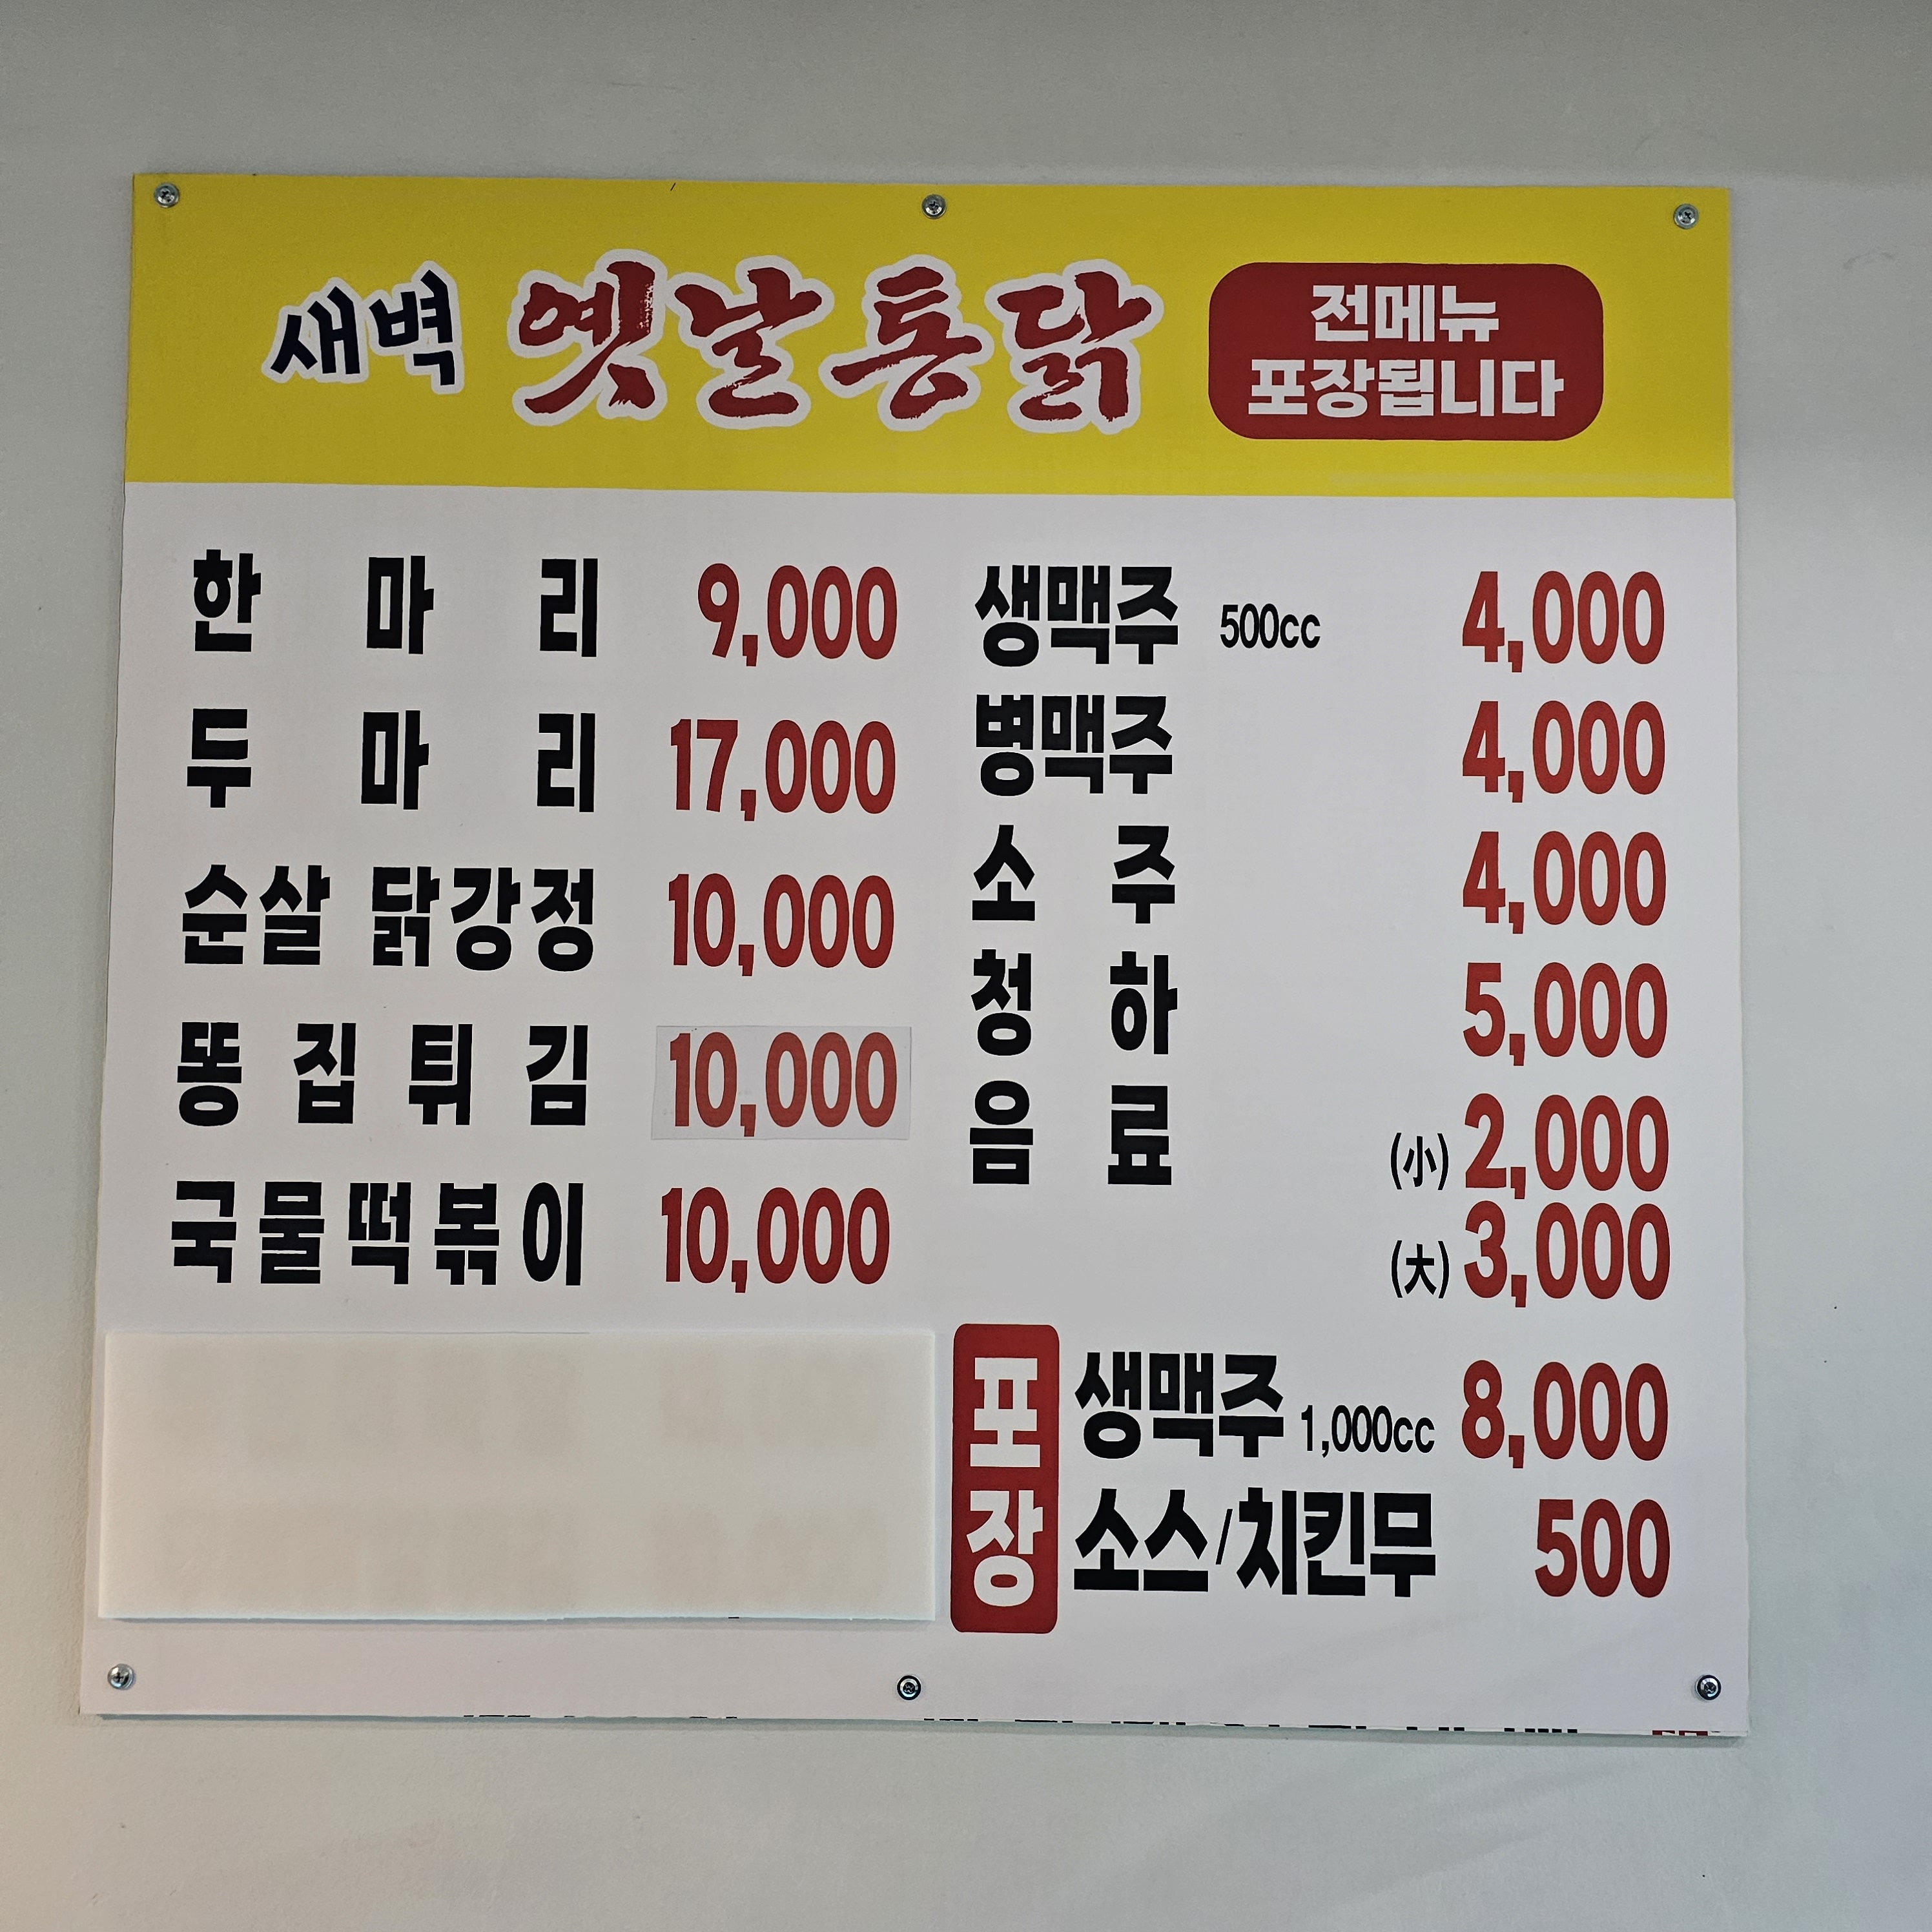 새벽 옛날통닭
전메뉴
포장됩니다
한 마 리 9,000
두 마 리 17,000
순살 닭강정 10,000
똥 집 튀 김 10,000
국물떡볶이 10,000
생맥주 500cc 4,000
병맥주 4,000
소 주 4,000
청 하 5,000
음 료 (小) 2,000
(大) 3,000
포장
생맥주 1,000cc 8,000
소스/치킨무 500